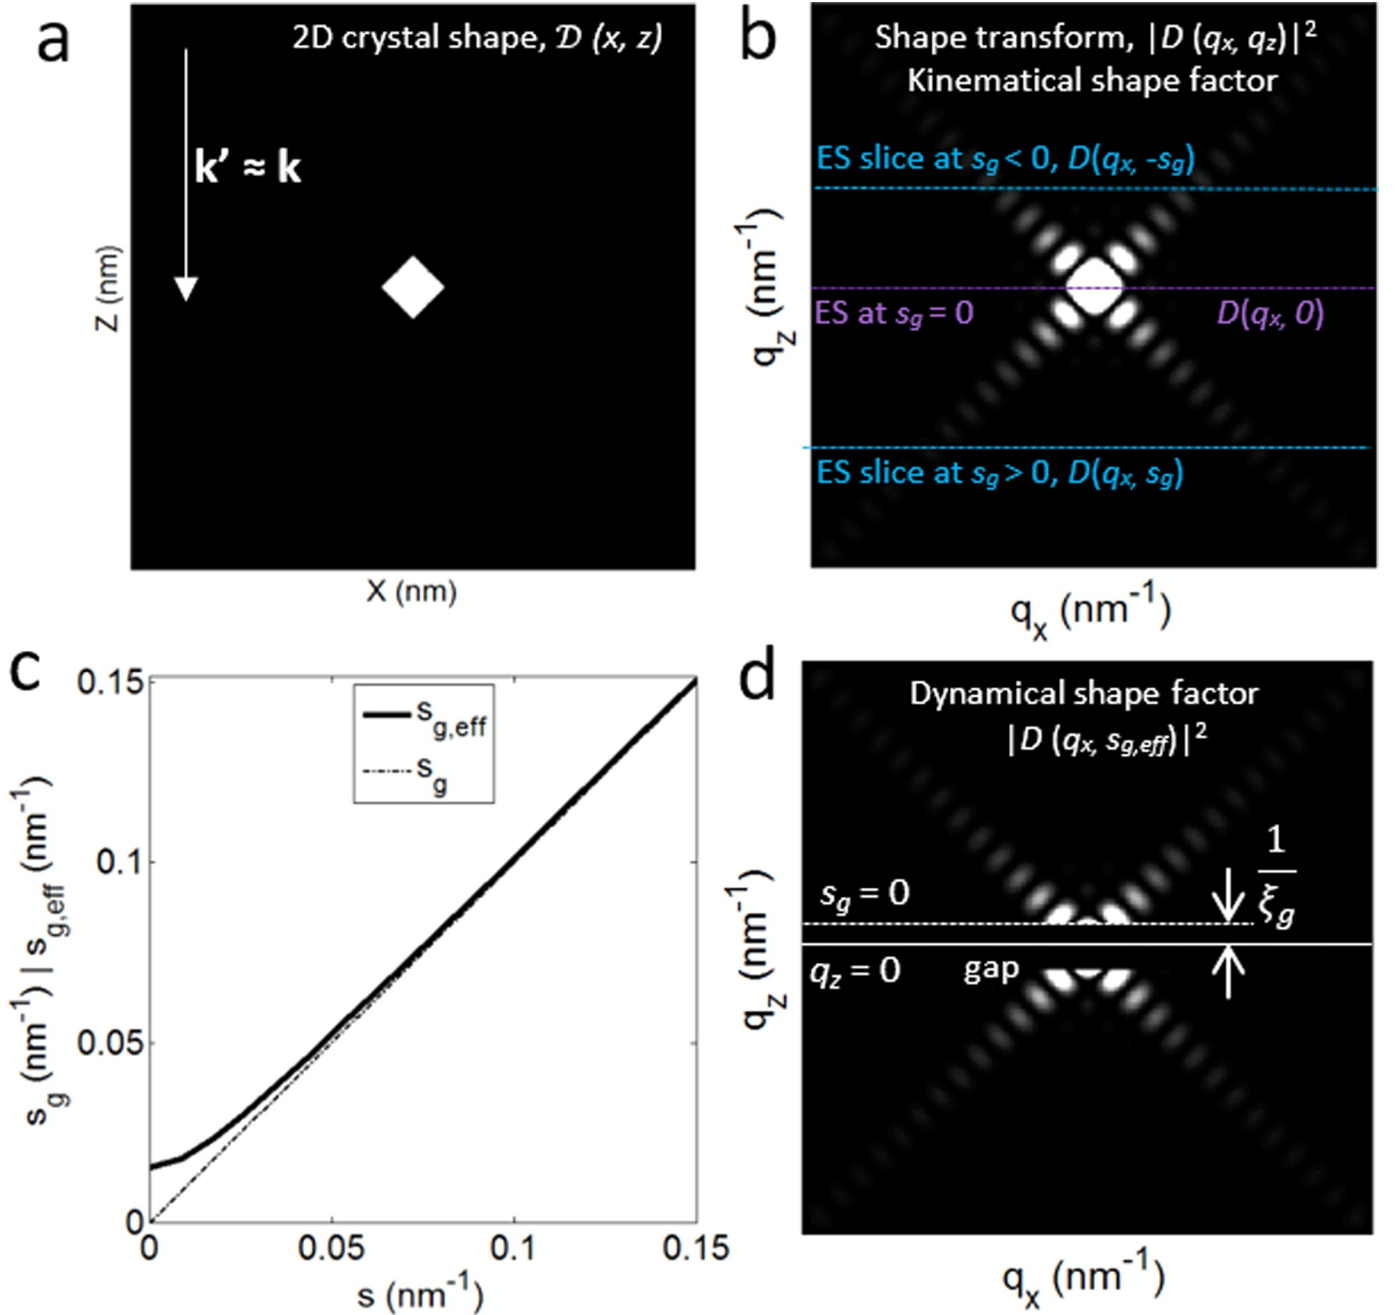 a
2D crystal shape, 𝒟 (x, z)
k’ ≈ k
Z (nm)
X (nm)
b
Shape transform, |D (qx, qz)|²
Kinematical shape factor
ES slice at sg < 0, D(qx, -sg)
ES at sg = 0
D(qx, 0)
ES slice at sg > 0, D(qx, sg)
qz (nm⁻¹)
qx (nm⁻¹)
c
0.15
0.1
0.05
0
sg,eff
sg
sg (nm⁻¹) | sg,eff (nm⁻¹)
0
0.05
0.1
0.15
s (nm⁻¹)
d
Dynamical shape factor
|D (qx, sg,eff)|²
sg = 0
1
ξg
qz = 0
gap
qz (nm⁻¹)
qx (nm⁻¹)